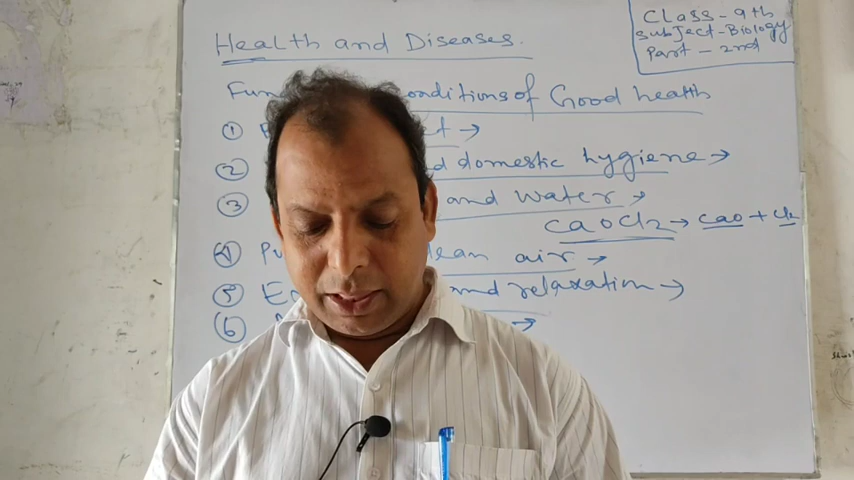 Health and Diseases.
Class - 9th
Subject - Biology
Part - 2nd
Fun onditions of Good health
① t →
② d domestic hygiene →
③ and water →
CaOCl2 → CaO + Cl2
④ Pu lean air →
⑤ and relaxation →
⑥ →